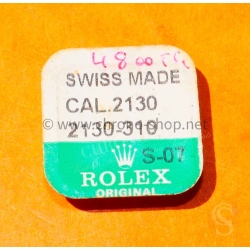 SWISS MADE
CAL.2130
2130-310
S-07
ROLEX
ORIGINAL